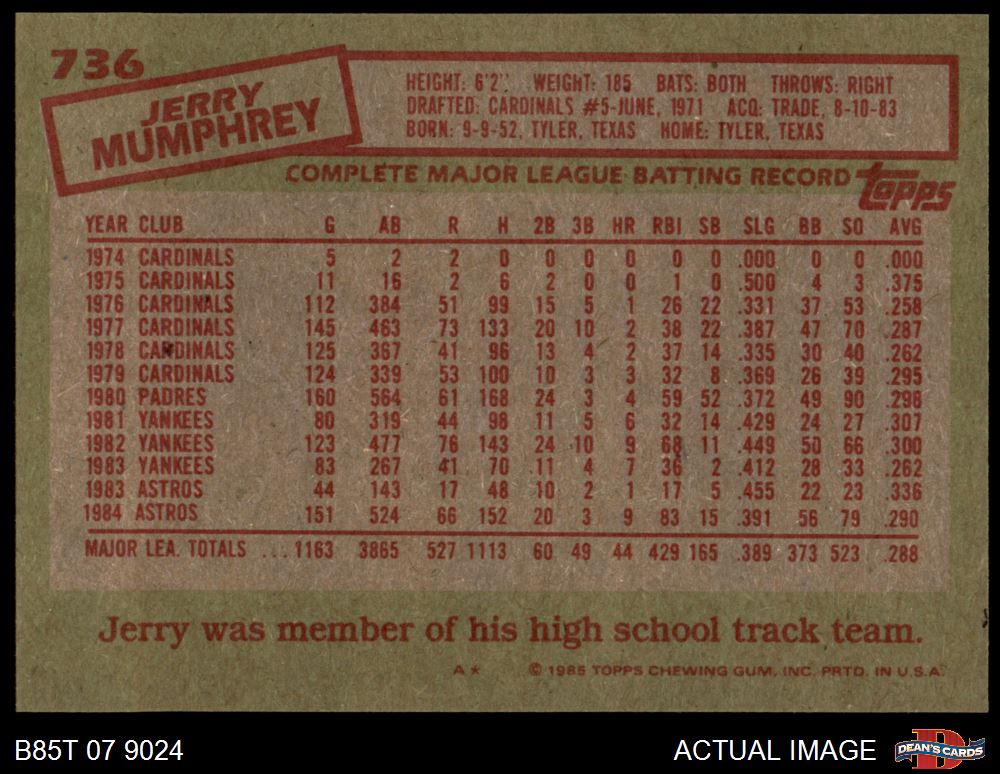 736
JERRY
MUMPHREY
HEIGHT: 6'2". WEIGHT: 185 BATS: BOTH THROWS: RIGHT
DRAFTED: CARDINALS #5-JUNE, 1971 ACQ: TRADE, 8-10-83
BORN: 9-9-52, TYLER, TEXAS HOME: TYLER, TEXAS
COMPLETE MAJOR LEAGUE BATTING RECORD topps
YEAR CLUB G AB R H 2B 3B HR RBI SB SLG BB SO AVG
1974 CARDINALS 5 2 2 0 0 0 0 0 0 .000 0 0 .000
1975 CARDINALS 11 16 2 6 2 0 0 1 0 .500 4 3 .375
1976 CARDINALS 112 384 51 99 15 5 1 26 22 .331 37 53 .258
1977 CARDINALS 145 463 73 133 20 10 2 38 22 .387 47 70 .287
1978 CARDINALS 125 367 41 96 13 4 2 37 14 .335 30 40 .262
1979 CARDINALS 124 339 53 100 10 3 3 32 8 .369 26 39 .295
1980 PADRES 160 564 61 168 24 3 4 59 52 .372 49 90 .298
1981 YANKEES 80 319 44 98 11 5 6 32 14 .429 24 27 .307
1982 YANKEES 123 477 76 143 24 10 9 68 11 .449 50 66 .300
1983 YANKEES 83 267 41 70 11 4 7 36 2 .412 28 33 .262
1983 ASTROS 44 143 17 48 10 2 1 17 5 .455 22 23 .336
1984 ASTROS 151 524 66 152 20 3 9 83 15 .391 56 79 .290
MAJOR LEA. TOTALS ...1163 3865 527 1113 60 49 44 429 165 .389 373 523 .288
Jerry was member of his high school track team.
A * © 1985 TOPPS CHEWING GUM, INC. PRTD. IN U.S.A.
B85T 07 9024 ACTUAL IMAGE D DEAN'S CARDS